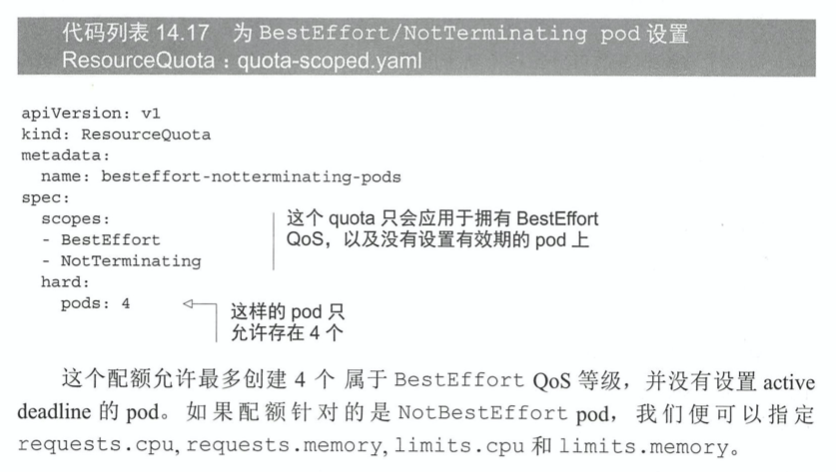 代码列表 14.17 为 BestEffort/NotTerminating pod 设置
ResourceQuota：quota-scoped.yaml
apiVersion: v1
kind: ResourceQuota
metadata:
  name: besteffort-notterminating-pods
spec:
  scopes:
  - BestEffort
  - NotTerminating
  hard:
    pods: 4
这个 quota 只会应用于拥有 BestEffort
QoS，以及没有设置有效期的 pod 上
这样的 pod 只
允许存在 4 个
这个配额允许最多创建 4 个 属于 BestEffort QoS 等级，并没有设置 active
deadline 的 pod。如果配额针对的是 NotBestEffort pod，我们便可以指定
requests.cpu, requests.memory, limits.cpu 和 limits.memory。